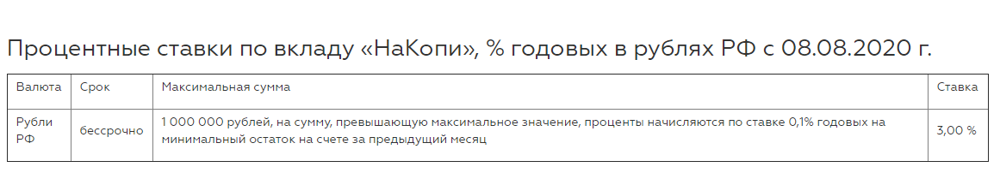 Процентные ставки по вкладу «НаКопи», % годовых в рублях РФ с 08.08.2020 г.
Валюта
Срок
Максимальная сумма
Ставка
Рубли
РФ
бессрочно
1 000 000 рублей, на сумму, превышающую максимальное значение, проценты начисляются по ставке 0,1% годовых на
минимальный остаток на счете за предыдущий месяц
3,00 %